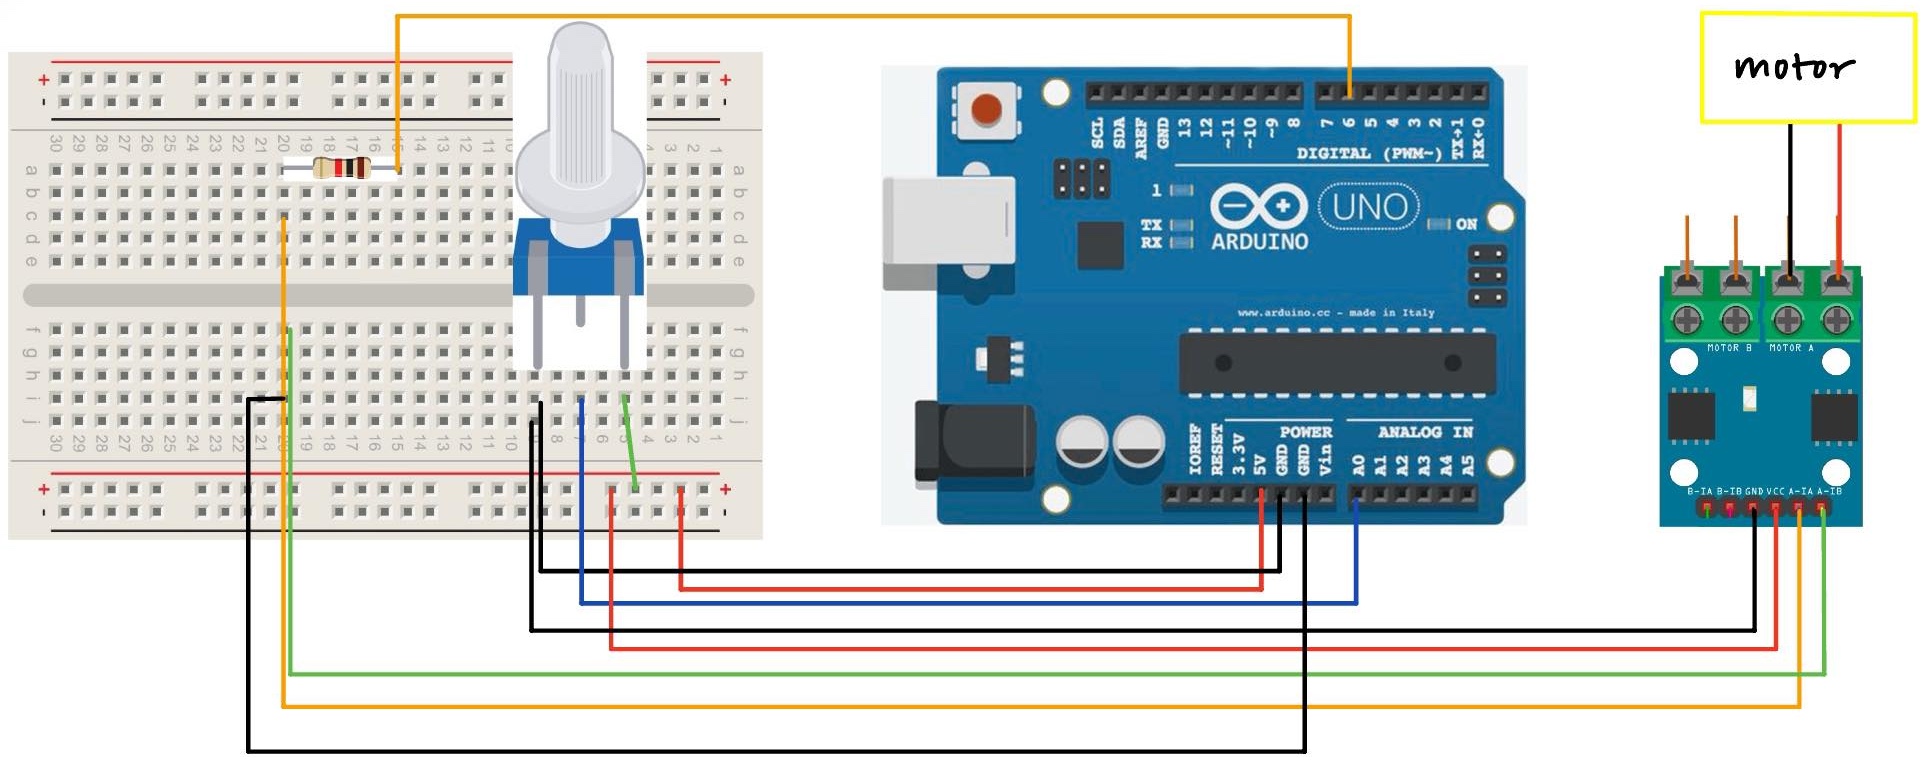 motor
+ +
- -
30 29 28 27 26 25 24 23 22 21 20 19 18 17 16 15 14 13 12 11 4 3 2 1
a a
b b
c c
d d
e e
f f
g g
h h
i i
j j
30 29 28 27 26 25 24 23 22 21 20 19 18 17 16 15 14 13 12 11 10 9 8 7 6 5 4 3 2 1
+ +
- -
SCL SDA AREF GND 13 12 ~11 ~10 ~9 8 7 6 5 4 3 2 TX→1 RX←0
DIGITAL (PWM~)
1
TX
RX
UNO
ON
ARDUINO
www.arduino.cc - made in Italy
POWER ANALOG IN
IOREF RESET 3.3V 5V GND GND Vin A0 A1 A2 A3 A4 A5
MOTOR B MOTOR A
B-IA B-IB GND VCC A-IA A-IB